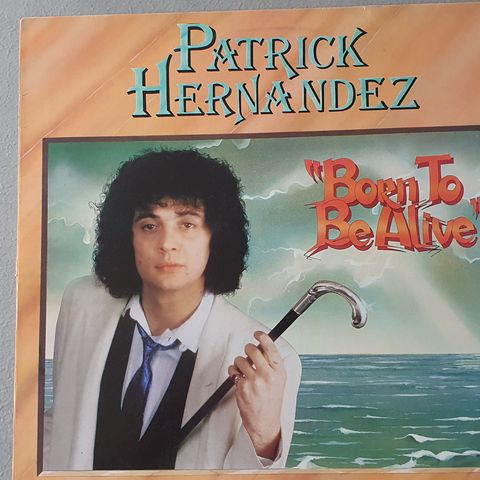 PATRICK
HERNANDEZ
"BORN TO
BE ALIVE"